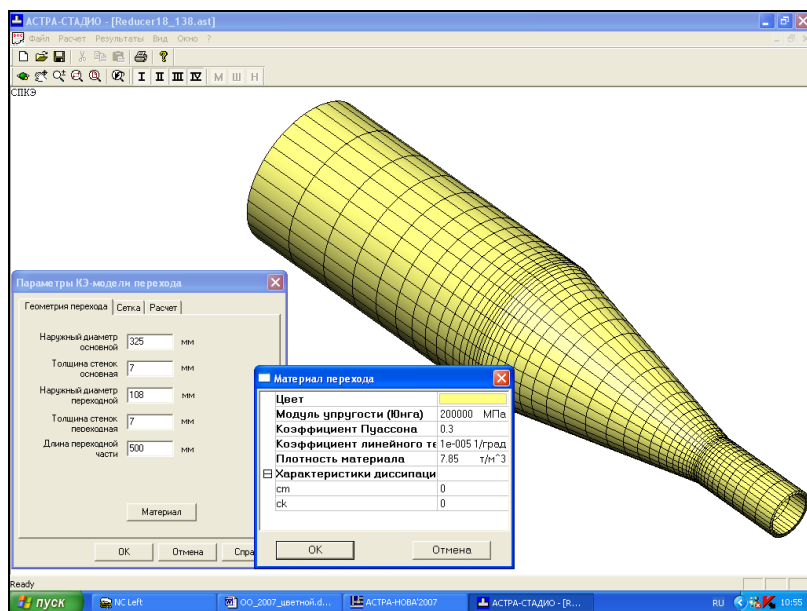 АСТРА-СТАДИО - [Reducer18_138.ast]
Файл Расчет Результаты Вид Окно ?
I II III IV М Ш Н
СПКЭ
Параметры КЭ-модели перехода
Геометрия перехода Сетка Расчет
Наружный диаметр основной 325 мм
Толщина стенок основная 7 мм
Наружный диаметр переходной 108 мм
Толщина стенок переходная 7 мм
Длина переходной части 500 мм
Материал
OK Отмена Спра
Материал перехода
Цвет
Модуль упругости (Юнга) 200000 МПа
Коэффициент Пуассона 0.3
Коэффициент линейного те 1e-005 1/град
Плотность материала 7.85 т/м^3
Характеристики диссипаци
cm 0
ck 0
OK Отмена
Ready
пуск NC Left OO_2007_цветной.d... АСТРА-НОВА'2007 АСТРА-СТАДИО - [R... RU 10:55